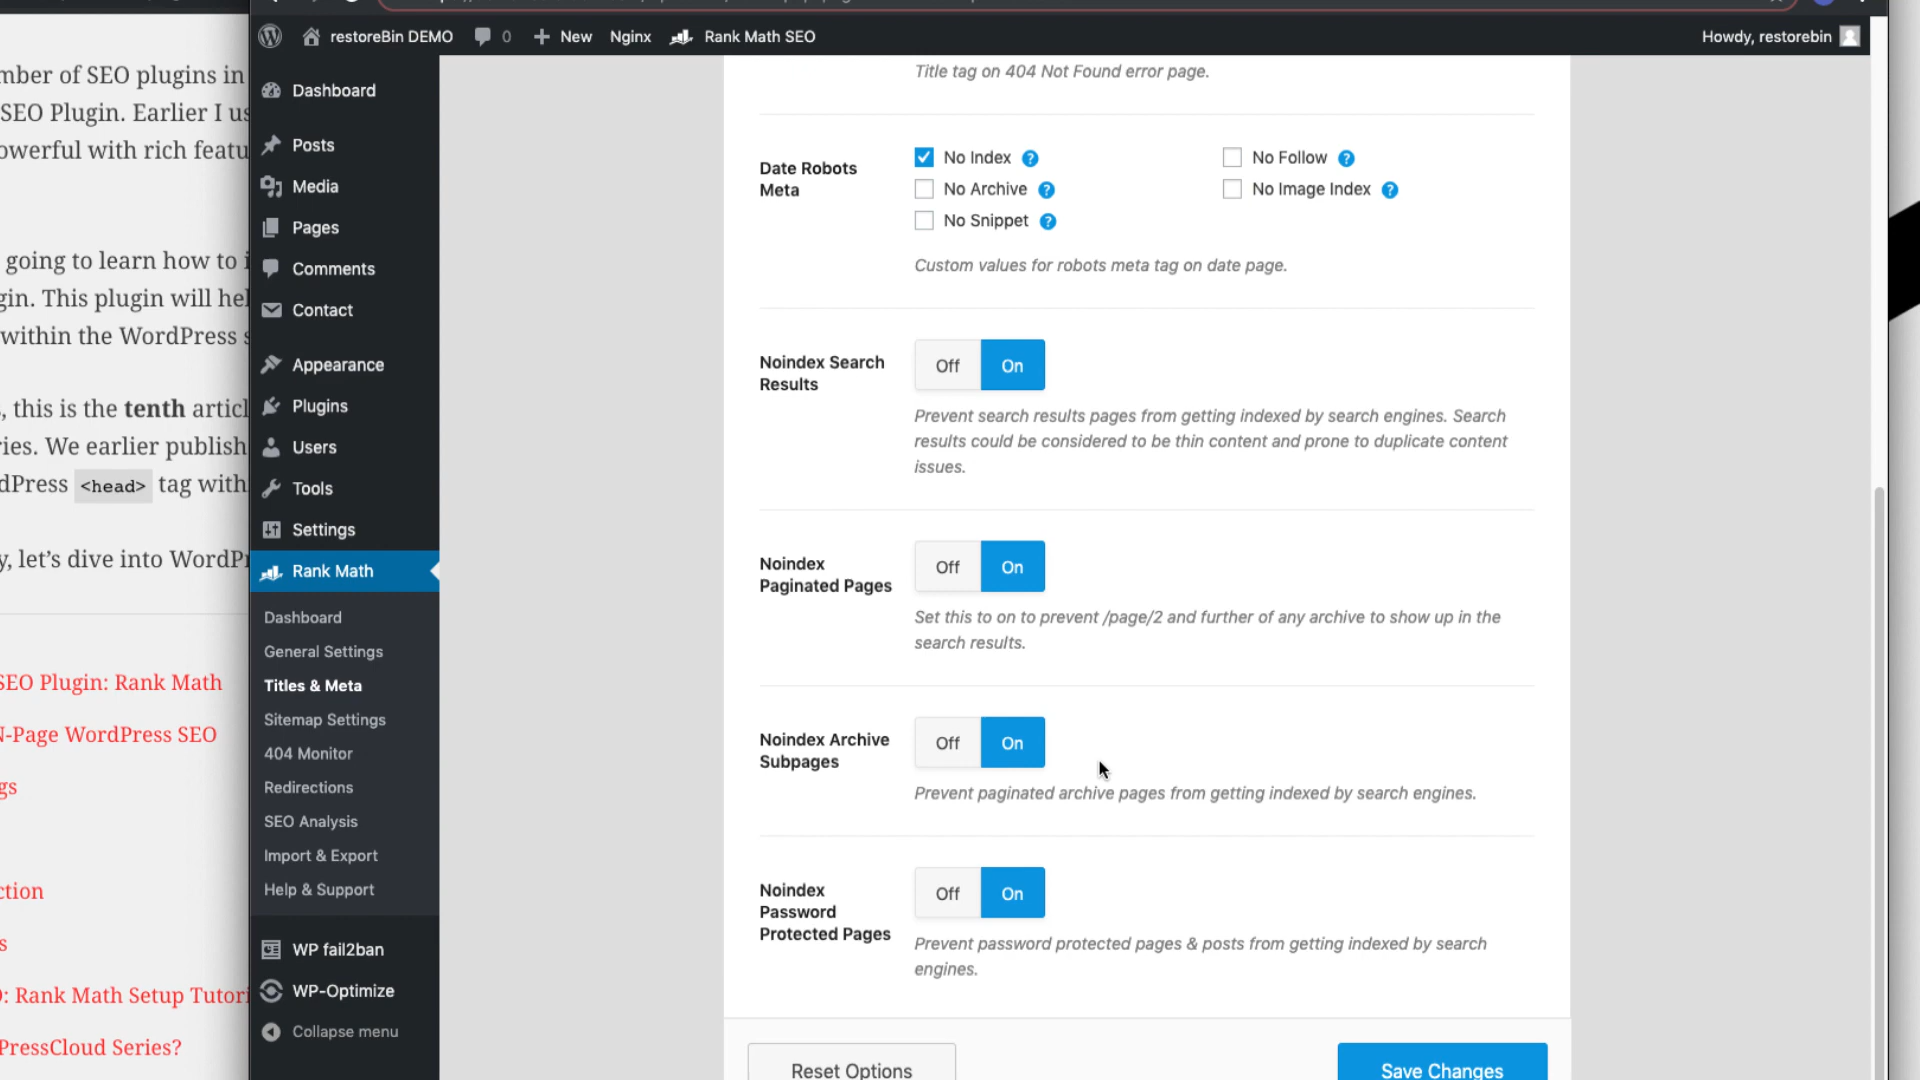 restoreBin DEMO 0 New Nginx Rank Math SEO Howdy, restorebin
mber of SEO plugins in
SEO Plugin. Earlier I us
owerful with rich featu
going to learn how to i
gin. This plugin will hel
within the WordPress s
, this is the tenth articl
ries. We earlier publish
dPress <head> tag with
y, let's dive into WordPr
SEO Plugin: Rank Math
N-Page WordPress SEO
gs
ction
s
): Rank Math Setup Tutori
PressCloud Series?
Dashboard
Posts
Media
Pages
Comments
Contact
Appearance
Plugins
Users
Tools
Settings
Rank Math
Dashboard
General Settings
Titles & Meta
Sitemap Settings
404 Monitor
Redirections
SEO Analysis
Import & Export
Help & Support
WP fail2ban
WP-Optimize
Collapse menu
Title tag on 404 Not Found error page.
Date Robots
Meta
No Index ?
No Follow ?
No Archive ?
No Image Index ?
No Snippet ?
Custom values for robots meta tag on date page.
Noindex Search
Results
Off On
Prevent search results pages from getting indexed by search engines. Search
results could be considered to be thin content and prone to duplicate content
issues.
Noindex
Paginated Pages
Off On
Set this to on to prevent /page/2 and further of any archive to show up in the
search results.
Noindex Archive
Subpages
Off On
Prevent paginated archive pages from getting indexed by search engines.
Noindex
Password
Protected Pages
Off On
Prevent password protected pages & posts from getting indexed by search
engines.
Reset Options
Save Changes